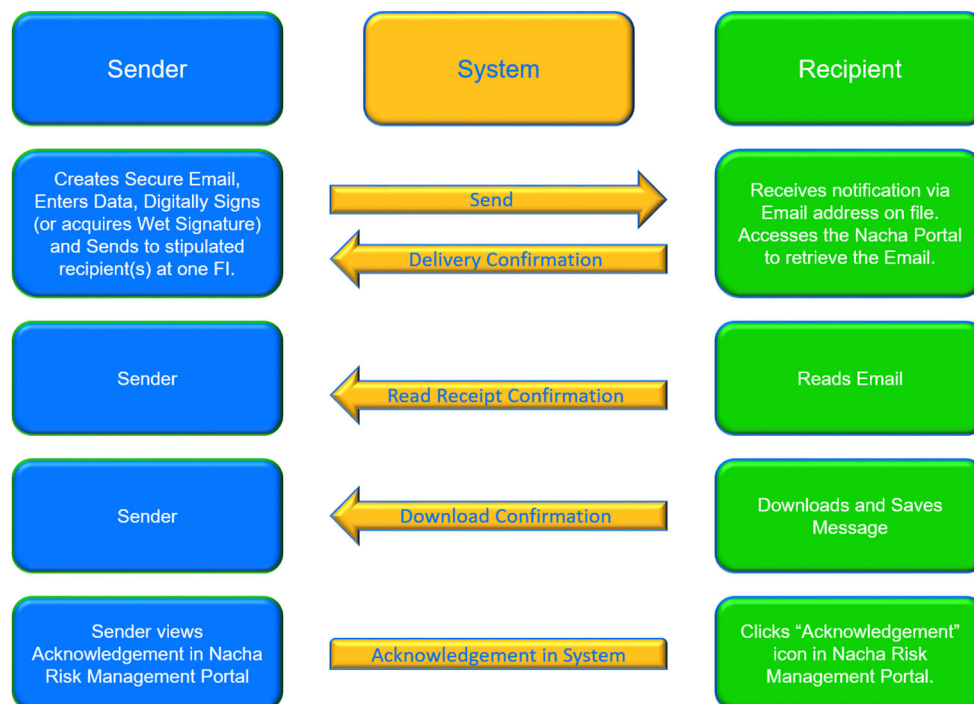 Sender
System
Recipient
Creates Secure Email,
Enters Data, Digitally Signs
(or acquires Wet Signature)
and Sends to stipulated
recipient(s) at one FI.
Send
Delivery Confirmation
Receives notification via
Email address on file.
Accesses the Nacha Portal
to retrieve the Email.
Sender
Read Receipt Confirmation
Reads Email
Sender
Download Confirmation
Downloads and Saves
Message
Sender views
Acknowledgement in Nacha
Risk Management Portal
Acknowledgement in System
Clicks “Acknowledgement”
icon in Nacha Risk
Management Portal.